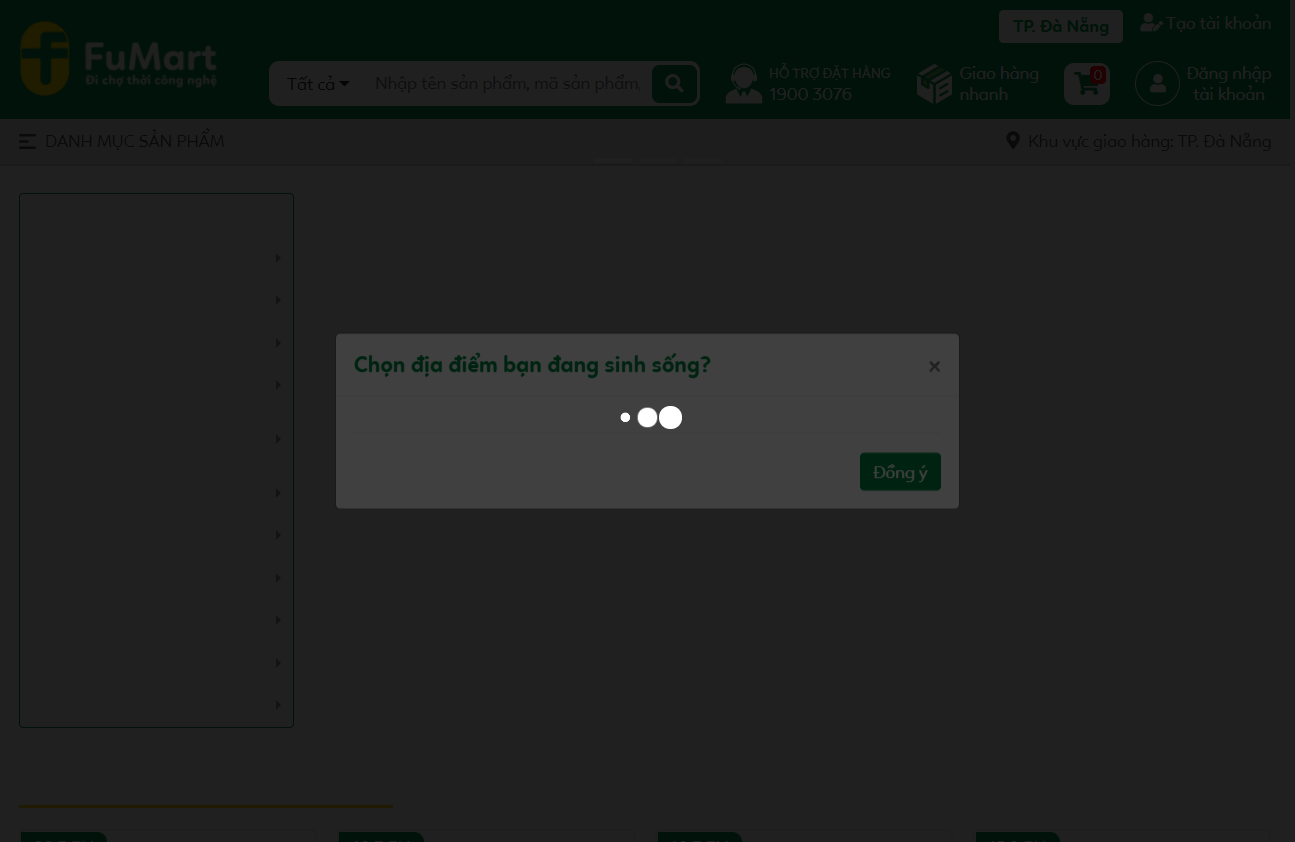 TP. Đà Nẵng
Tạo tài khoản
FuMart
Đi chợ thời công nghệ
Tất cả
Nhập tên sản phẩm, mã sản phẩm,
HỖ TRỢ ĐẶT HÀNG
1900 3076
Giao hàng
nhanh
0
Đăng nhập
tài khoản
DANH MỤC SẢN PHẨM
Khu vực giao hàng: TP. Đà Nẵng
Chọn địa điểm bạn đang sinh sống?
×
Đồng ý